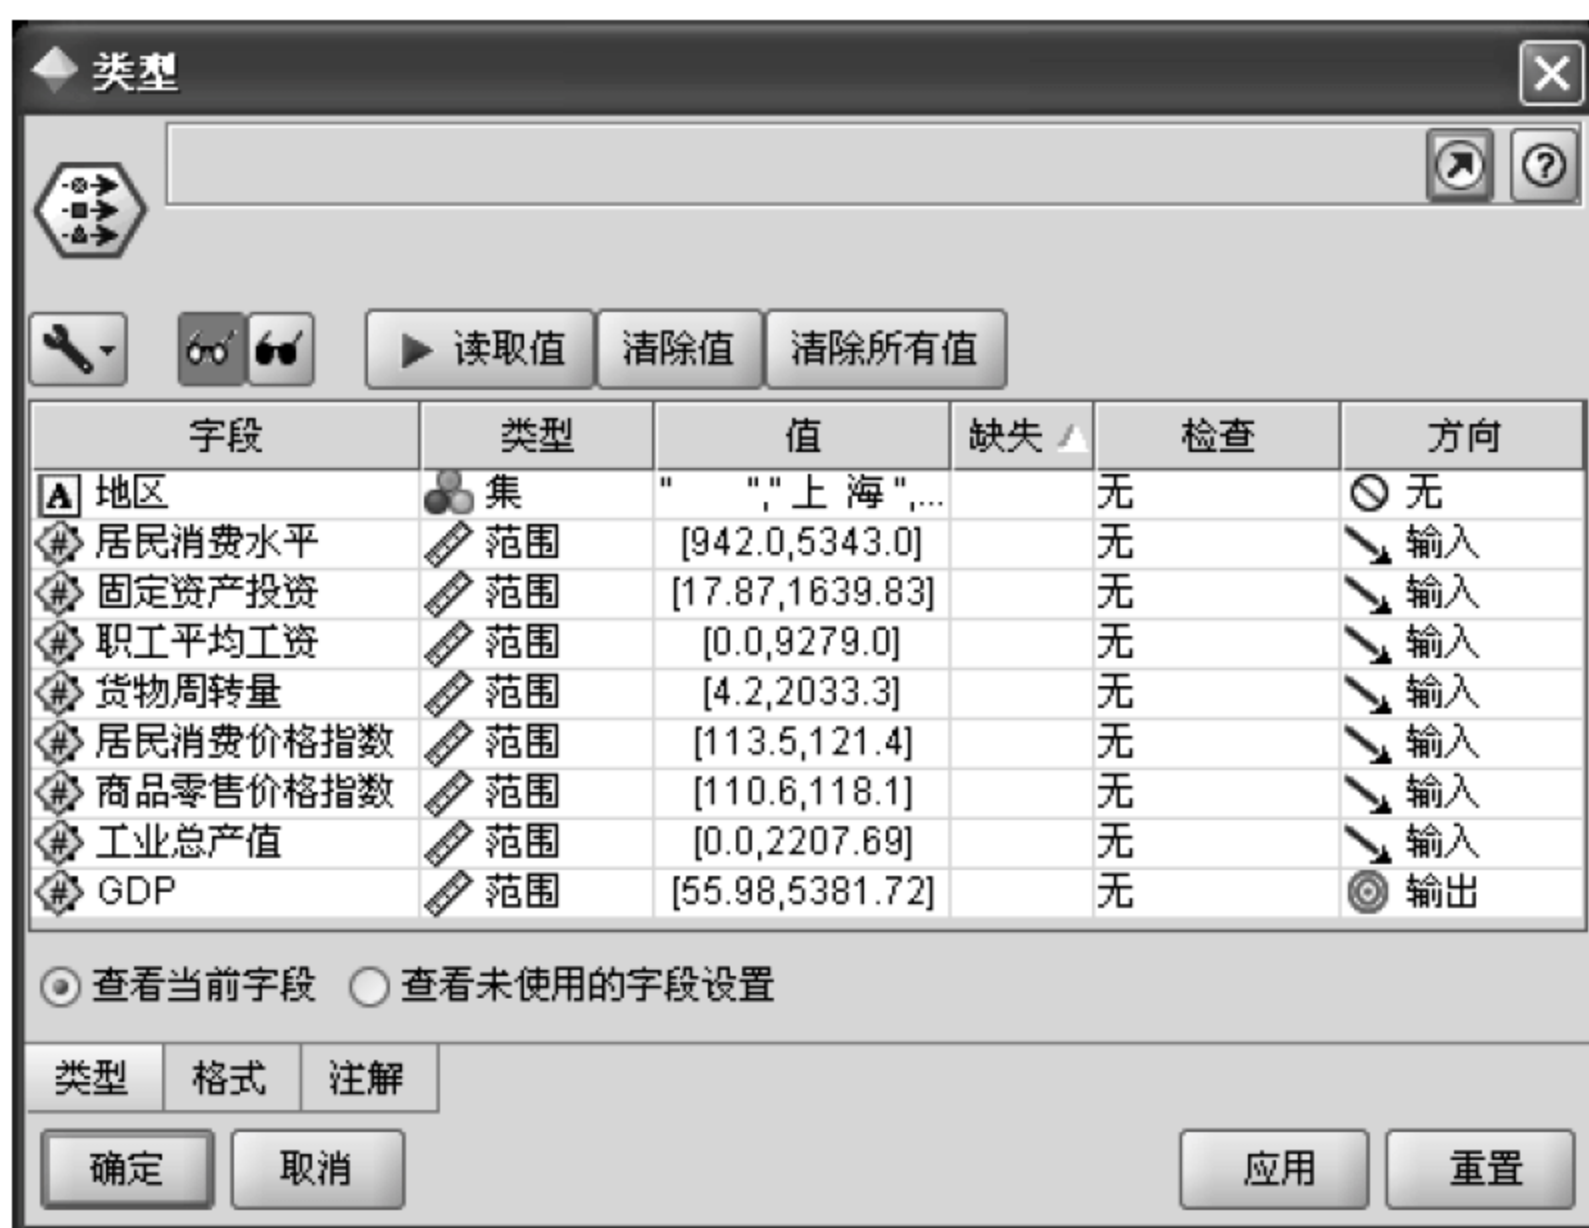 类型
读取值 清除值 清除所有值
字段 类型 值 缺失 检查 方向
A 地区 集 " "," 上 海 ",... 无 无
# 居民消费水平 范围 [942.0,5343.0] 无 输入
# 固定资产投资 范围 [17.87,1639.83] 无 输入
# 职工平均工资 范围 [0.0,9279.0] 无 输入
# 货物周转量 范围 [4.2,2033.3] 无 输入
# 居民消费价格指数 范围 [113.5,121.4] 无 输入
# 商品零售价格指数 范围 [110.6,118.1] 无 输入
# 工业总产值 范围 [0.0,2207.69] 无 输入
# GDP 范围 [55.98,5381.72] 无 输出
查看当前字段 查看未使用的字段设置
类型 格式 注解
确定 取消 应用 重置